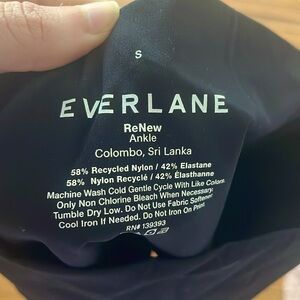 S
EVERLANE
ReNew
Ankle
Colombo, Sri Lanka
58% Recycled Nylon / 42% Elastane
58% Nylon Recyclé / 42% Élasthanne
Machine Wash Cold Gentle Cycle With Like Colors.
Only Non Chlorine Bleach When Necessary.
Tumble Dry Low. Do Not Use Fabric Softener.
Cool Iron If Needed. Do Not Iron On Print.
RN# 139393